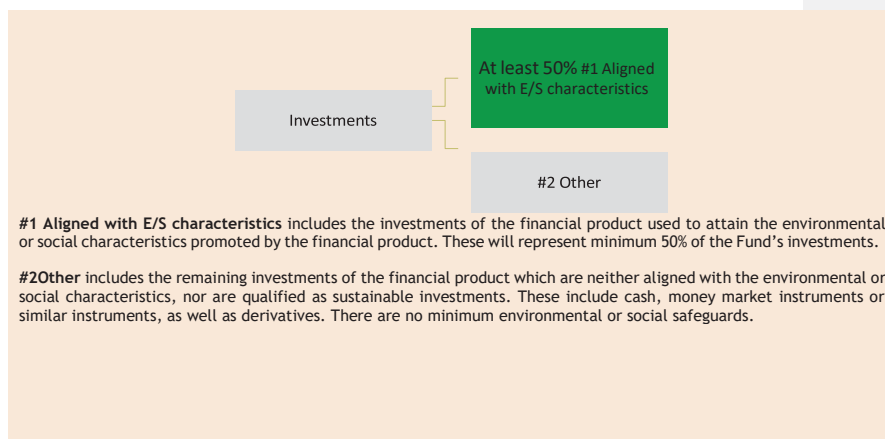 At least 50% #1 Aligned
with E/S characteristics
Investments
#2 Other
#1 Aligned with E/S characteristics includes the investments of the financial product used to attain the environmental
or social characteristics promoted by the financial product. These will represent minimum 50% of the Fund's investments.
#2Other includes the remaining investments of the financial product which are neither aligned with the environmental or
social characteristics, nor are qualified as sustainable investments. These include cash, money market instruments or
similar instruments, as well as derivatives. There are no minimum environmental or social safeguards.